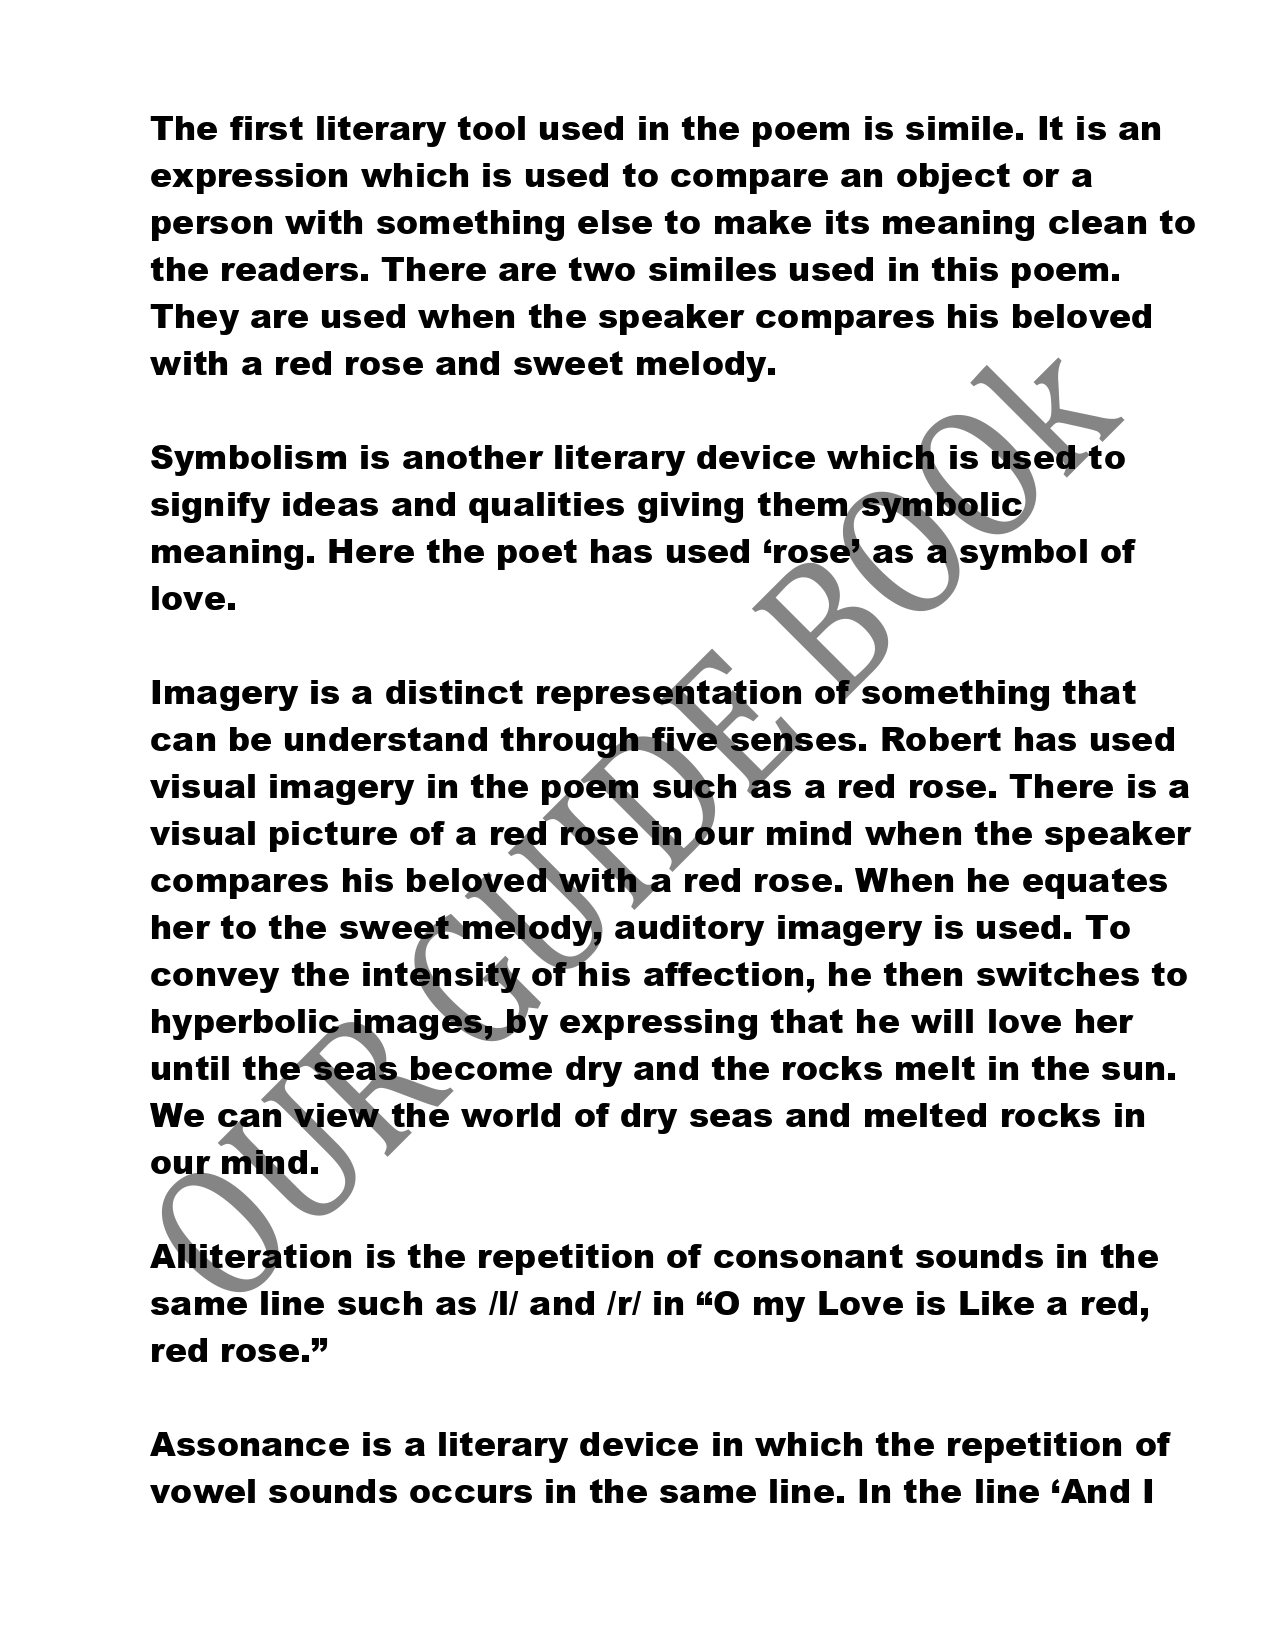 The first literary tool used in the poem is simile. It is an
expression which is used to compare an object or a
person with something else to make its meaning clean to
the readers. There are two similes used in this poem.
They are used when the speaker compares his beloved
with a red rose and sweet melody.
Symbolism is another literary device which is used to
signify ideas and qualities giving them symbolic
meaning. Here the poet has used ‘rose’ as a symbol of
love.
Imagery is a distinct representation of something that
can be understand through five senses. Robert has used
visual imagery in the poem such as a red rose. There is a
visual picture of a red rose in our mind when the speaker
compares his beloved with a red rose. When he equates
her to the sweet melody, auditory imagery is used. To
convey the intensity of his affection, he then switches to
hyperbolic images, by expressing that he will love her
until the seas become dry and the rocks melt in the sun.
We can view the world of dry seas and melted rocks in
our mind.
Alliteration is the repetition of consonant sounds in the
same line such as /l/ and /r/ in “O my Love is Like a red,
red rose.”
Assonance is a literary device in which the repetition of
vowel sounds occurs in the same line. In the line ‘And I
OUR GUIDE BOOk